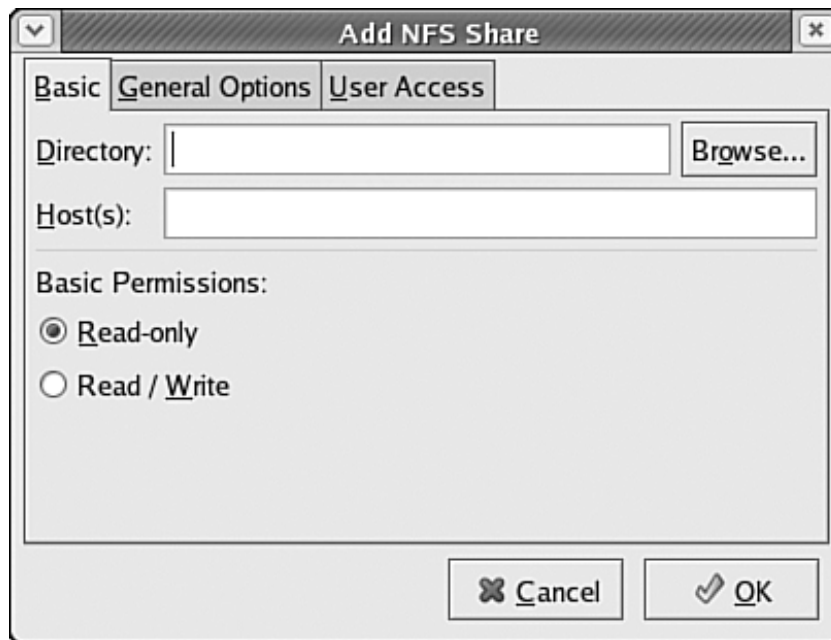 Add NFS Share
Basic General Options User Access
Directory: Browse...
Host(s):
Basic Permissions:
Read-only
Read / Write
Cancel OK